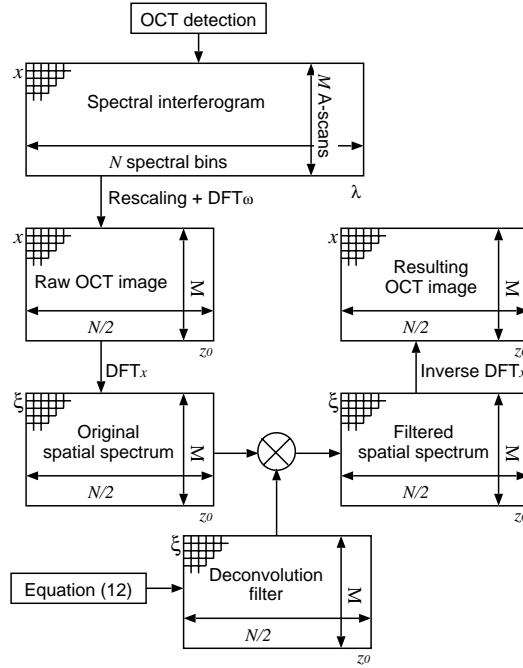 OCT detection
x
Spectral interferogram
M A-scans
N spectral bins
λ
Rescaling + DFTω
x
Raw OCT image
M
N/2
z0
x
Resulting
OCT image
M
N/2
z0
DFTx
Inverse DFTx
ξ
Original
spatial spectrum
M
N/2
z0
ξ
Filtered
spatial spectrum
M
N/2
z0
ξ
Deconvolution
filter
M
N/2
z0
Equation (12)